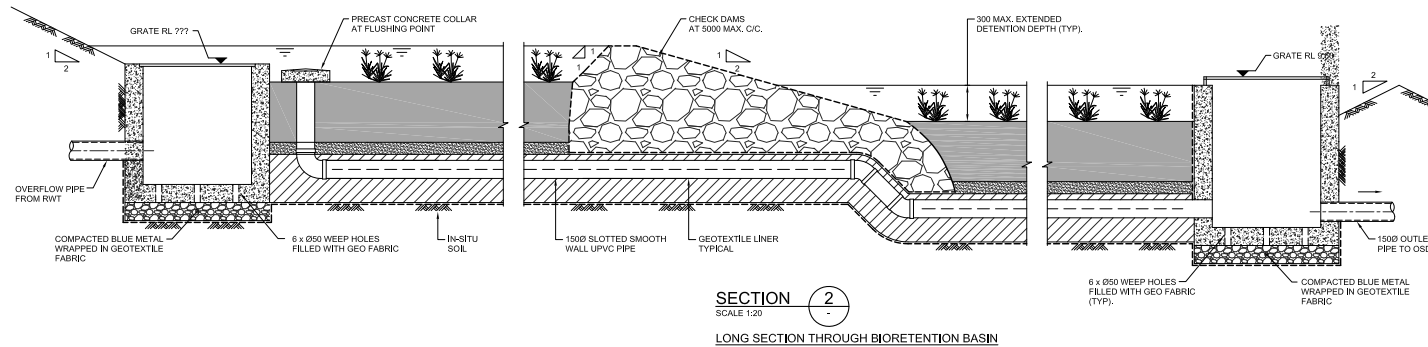 GRATE RL ???
PRECAST CONCRETE COLLAR
AT FLUSHING POINT
CHECK DAMS
AT 5000 MAX. C/C.
300 MAX. EXTENDED
DETENTION DEPTH (TYP).
GRATE RL
1
2
1
1
1
2
OVERFLOW PIPE
FROM RWT
COMPACTED BLUE METAL
WRAPPED IN GEOTEXTILE
FABRIC
6 x Ø50 WEEP HOLES
FILLED WITH GEO FABRIC
IN-SITU
SOIL
150Ø SLOTTED SMOOTH
WALL UPVC PIPE
GEOTEXTILE LINER
TYPICAL
6 x Ø50 WEEP HOLES
FILLED WITH GEO FABRIC
(TYP).
COMPACTED BLUE METAL
WRAPPED IN GEOTEXTILE
FABRIC
150Ø OUTLE
PIPE TO OSD
SECTION 2
SCALE 1:20 -
LONG SECTION THROUGH BIORETENTION BASIN